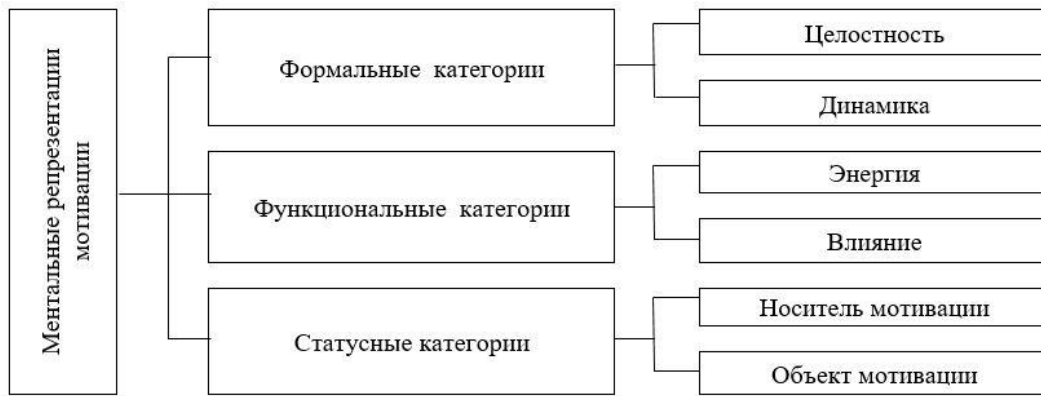 Ментальные репрезентации
мотивации
Формальные категории
Целостность
Динамика
Функциональные категории
Энергия
Влияние
Статусные категории
Носитель мотивации
Объект мотивации